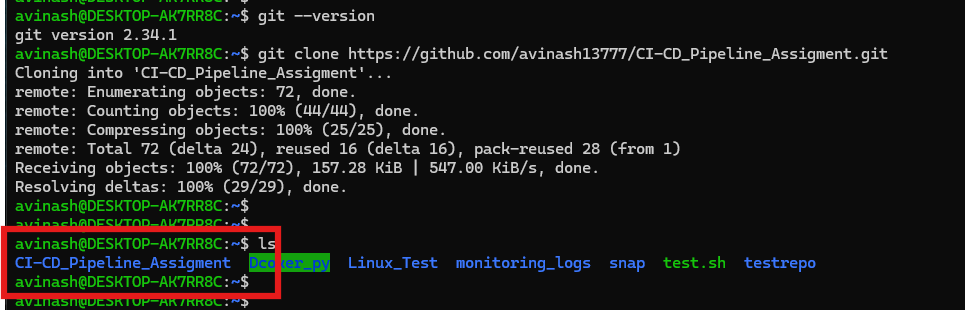 avinash@DESKTOP-AK7RR8C:~$ git --version
git version 2.34.1
avinash@DESKTOP-AK7RR8C:~$ git clone https://github.com/avinash13777/CI-CD_Pipeline_Assigment.git
Cloning into 'CI-CD_Pipeline_Assigment'...
remote: Enumerating objects: 72, done.
remote: Counting objects: 100% (44/44), done.
remote: Compressing objects: 100% (25/25), done.
remote: Total 72 (delta 24), reused 16 (delta 16), pack-reused 28 (from 1)
Receiving objects: 100% (72/72), 157.28 KiB | 547.00 KiB/s, done.
Resolving deltas: 100% (29/29), done.
avinash@DESKTOP-AK7RR8C:~$
avinash@DESKTOP-AK7RR8C:~$
avinash@DESKTOP-AK7RR8C:~$ ls
CI-CD_Pipeline_Assigment Dcoker_py Linux_Test monitoring_logs snap test.sh testrepo
avinash@DESKTOP-AK7RR8C:~$
avinash@DESKTOP-AK7RR8C:~$